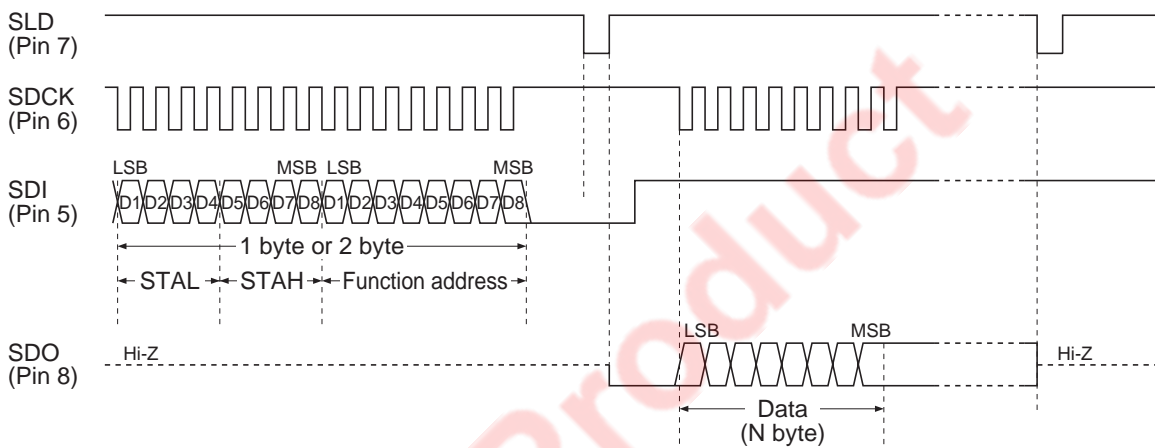 SLD
(Pin 7)
SDCK
(Pin 6)
LSB MSB LSB MSB
SDI
(Pin 5)
D1 D2 D3 D4 D5 D6 D7 D8 D1 D2 D3 D4 D5 D6 D7 D8
1 byte or 2 byte
STAL STAH Function address
LSB MSB
SDO
(Pin 8)
Hi-Z Hi-Z
Data
(N byte)
Product